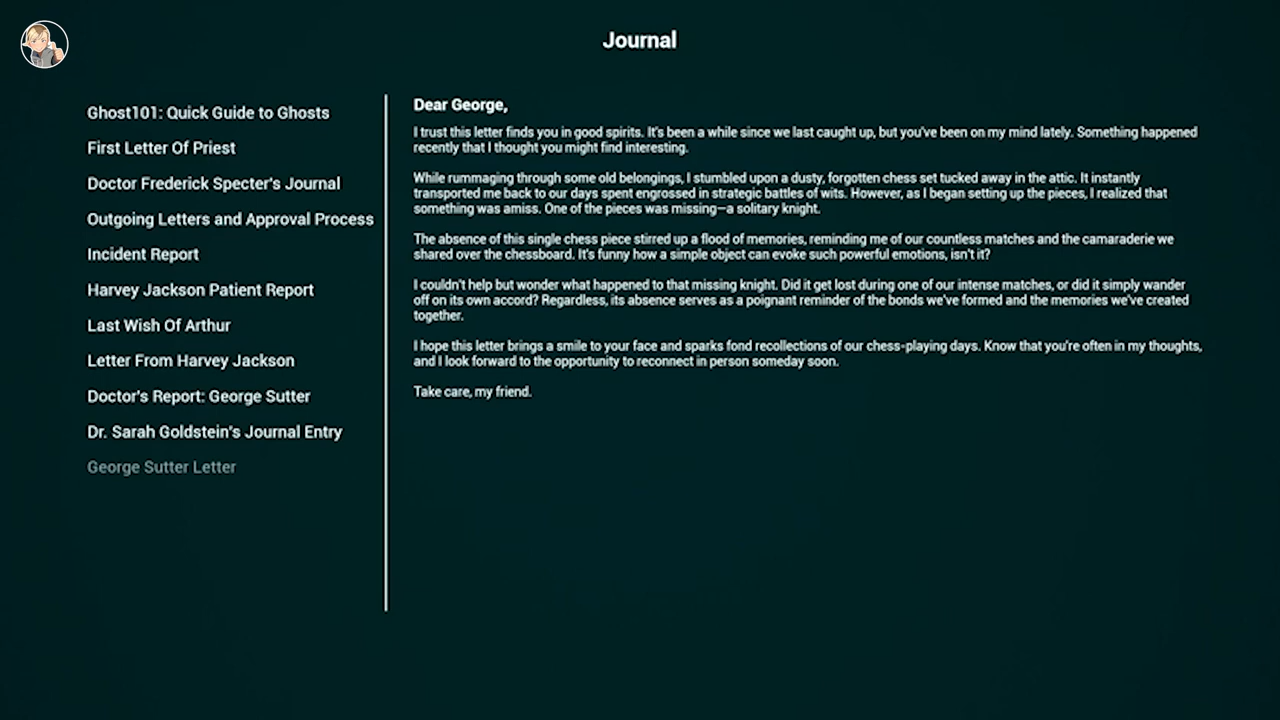 Journal
Ghost101: Quick Guide to Ghosts
First Letter Of Priest
Doctor Frederick Specter's Journal
Outgoing Letters and Approval Process
Incident Report
Harvey Jackson Patient Report
Last Wish Of Arthur
Letter From Harvey Jackson
Doctor's Report: George Sutter
Dr. Sarah Goldstein's Journal Entry
George Sutter Letter
Dear George,
I trust this letter finds you in good spirits. It's been a while since we last caught up, but you've been on my mind lately. Something happened
recently that I thought you might find interesting.
While rummaging through some old belongings, I stumbled upon a dusty, forgotten chess set tucked away in the attic. It instantly
transported me back to our days spent engrossed in strategic battles of wits. However, as I began setting up the pieces, I realized that
something was amiss. One of the pieces was missing—a solitary knight.
The absence of this single chess piece stirred up a flood of memories, reminding me of our countless matches and the camaraderie we
shared over the chessboard. It's funny how a simple object can evoke such powerful emotions, isn't it?
I couldn't help but wonder what happened to that missing knight. Did it get lost during one of our intense matches, or did it simply wander
off on its own accord? Regardless, its absence serves as a poignant reminder of the bonds we've formed and the memories we've created
together.
I hope this letter brings a smile to your face and sparks fond recollections of our chess-playing days. Know that you're often in my thoughts,
and I look forward to the opportunity to reconnect in person someday soon.
Take care, my friend.